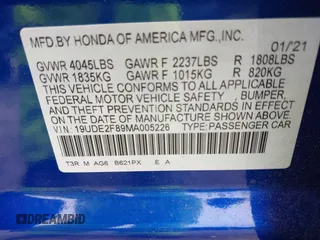 MFD.BY HONDA OF AMERICA MFG.,INC.
01/'21
GVWR 4045LBS GAWR F 2237LBS R 1808LBS
GVWR 1835KG GAWR F 1015KG R 820KG
THIS VEHICLE CONFORMS TO ALL APPLICABLE
FEDERAL MOTOR VEHICLE SAFETY, BUMPER,
AND THEFT PREVENTION STANDARDS IN EFFECT ON
THE DATE OF MANUFACTURE SHOWN ABOVE.
VIN:19UDE2F89MA005226 TYPE:PASSENGER CAR
T3R M AG6 B621PX E A
DREAMBID